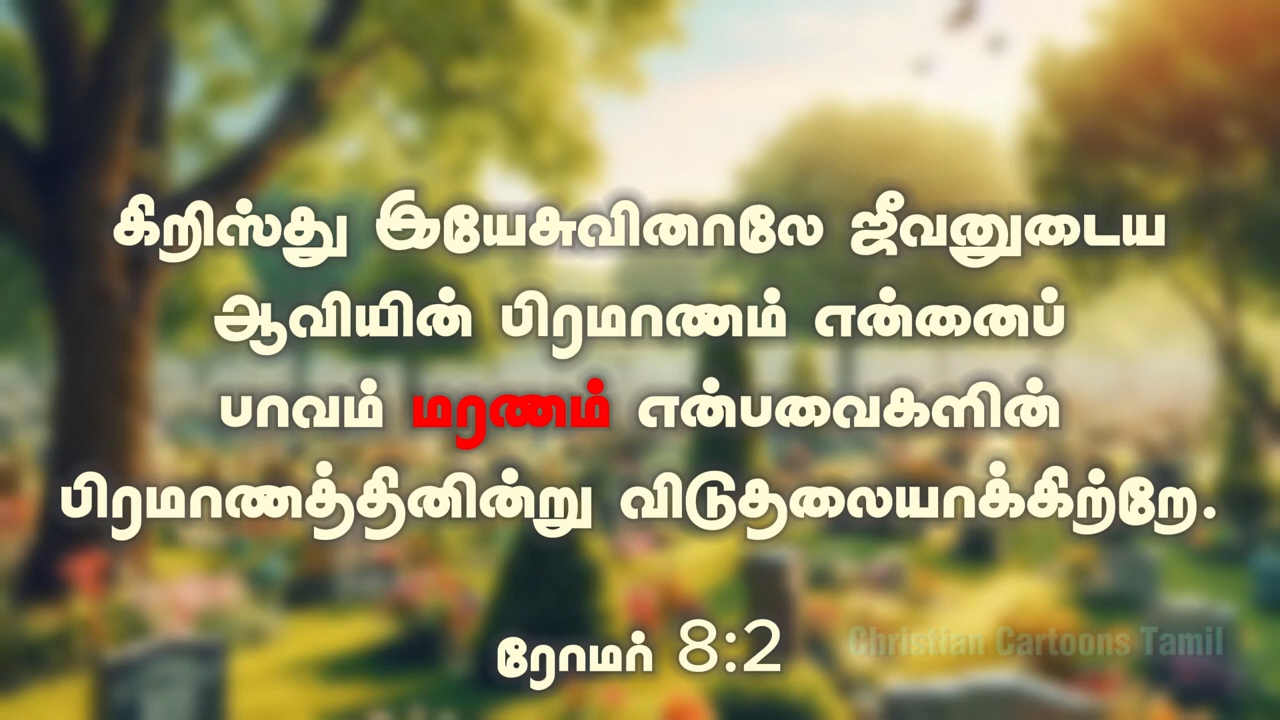 கிறிஸ்து இயேசுவினாலே ஜீவனுடைய
ஆவியின் பிரமாணம் என்னைப்
பாவம் மரணம் என்பவைகளின்
பிரமாணத்தினின்று விடுதலையாக்கிற்றே.
ரோமர் 8:2
Christian Cartoons Tamil